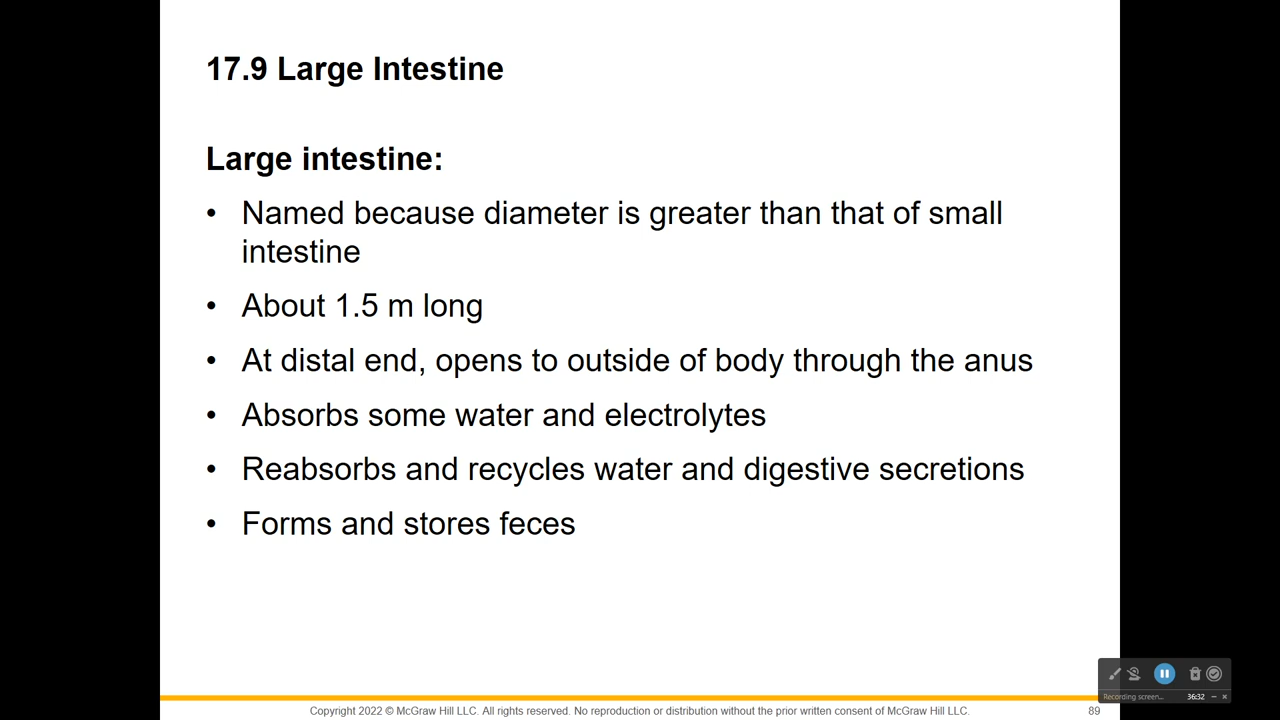 17.9 Large Intestine
Large intestine:
• Named because diameter is greater than that of small
intestine
• About 1.5 m long
• At distal end, opens to outside of body through the anus
• Absorbs some water and electrolytes
• Reabsorbs and recycles water and digestive secretions
• Forms and stores feces
Recording screen... 36:32
Copyright 2022 © McGraw Hill LLC. All rights reserved. No reproduction or distribution without the prior written consent of McGraw Hill LLC. 89